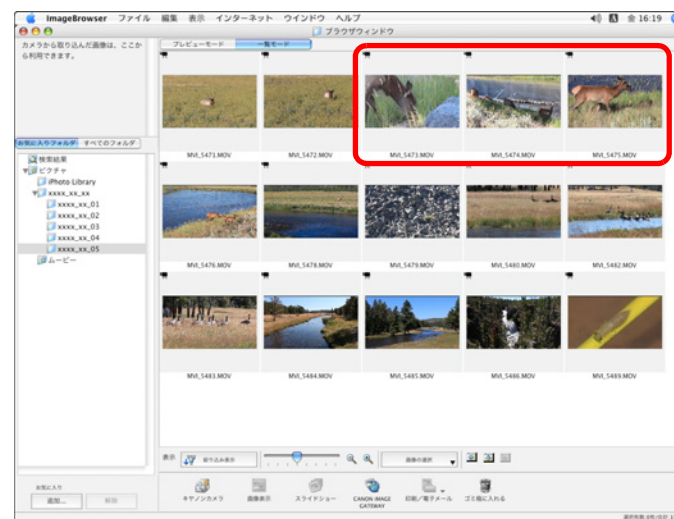 ImageBrowser ファイル 編集 表示 インターネット ウインドウ ヘルプ
金 16:19
ブラウザウィンドウ
カメラから取り込んだ画像は、ここから利用できます。
プレビューモード 一覧モード
お気に入りフォルダ すべてのフォルダ
検索結果
ピクチャ
iPhoto Library
xxxx_xx_xx
xxxx_xx_01
xxxx_xx_02
xxxx_xx_03
xxxx_xx_04
xxxx_xx_05
ムービー
MVI_5473.MOV MVI_5472.MOV MVI_5473.MOV MVI_5474.MOV MVI_5475.MOV
MVI_5476.MOV MVI_5478.MOV MVI_5479.MOV MVI_5480.MOV MVI_5482.MOV
MVI_5483.MOV MVI_5484.MOV MVI_5485.MOV MVI_5486.MOV MVI_5489.MOV
表示 絞り込み表示 画像の選択
お気に入り
追加... 解除
キヤノンカメラ 画像表示 スライドショー CANON IMAGE GATEWAY 印刷/電子メール ゴミ箱に入れる